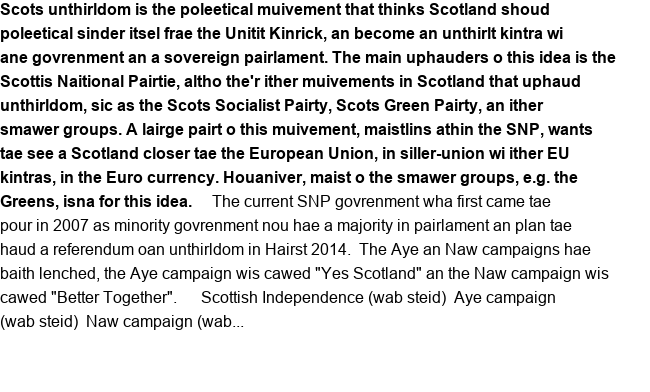 Scots unthirldom is the poleetical muivement that thinks Scotland shoud
poleetical sinder itsel frae the Unitit Kinrick, an become an unthirlt kintra wi
ane govrenment an a sovereign pairlament. The main uphauders o this idea is the
Scottis Naitional Pairtie, altho the'r ither muivements in Scotland that uphaud
unthirldom, sic as the Scots Socialist Pairty, Scots Green Pairty, an ither
smawer groups. A lairge pairt o this muivement, maistlins athin the SNP, wants
tae see a Scotland closer tae the European Union, in siller-union wi ither EU
kintras, in the Euro currency. Houaniver, maist o the smawer groups, e.g. the
Greens, isna for this idea. The current SNP govrenment wha first came tae
pour in 2007 as minority govrenment nou hae a majority in pairlament an plan tae
haud a referendum oan unthirldom in Hairst 2014. The Aye an Naw campaigns hae
baith lenched, the Aye campaign wis cawed "Yes Scotland" an the Naw campaign wis
cawed "Better Together". Scottish Independence (wab steid) Aye campaign
(wab steid) Naw campaign (wab...